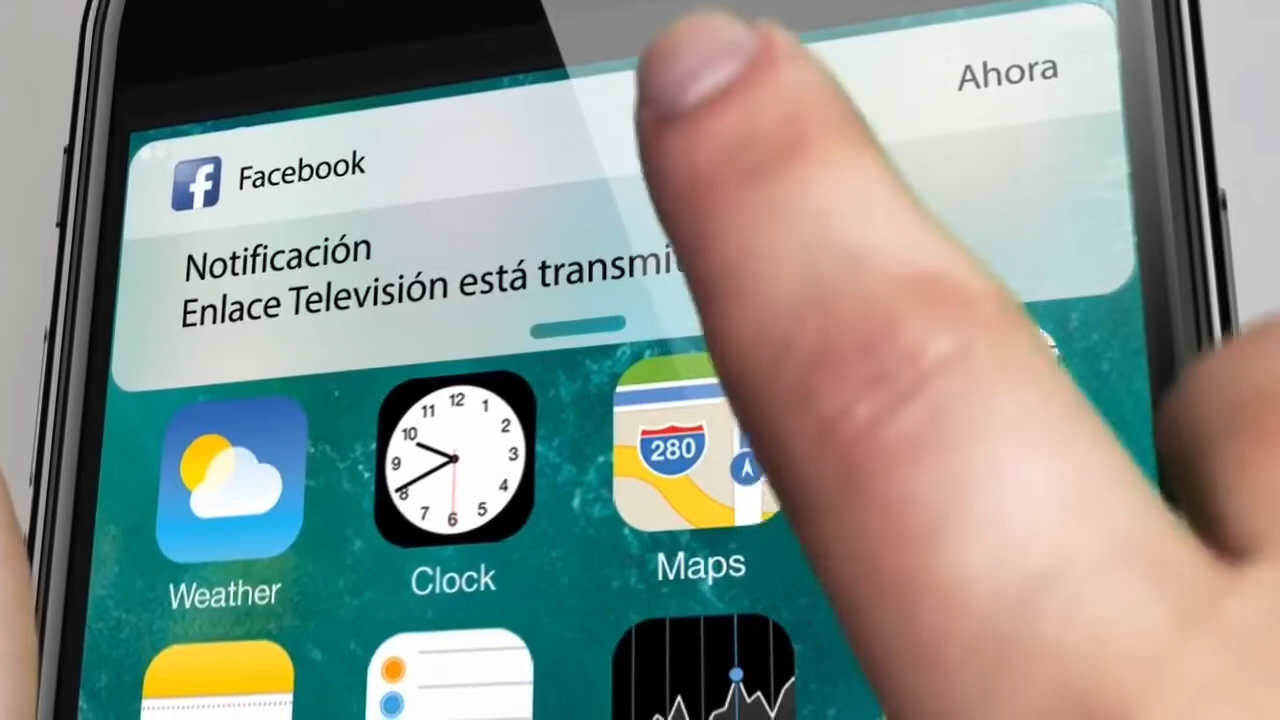 Ahora
Facebook
Notificación
Enlace Televisión está
12
11
1
10
2
9
3
8
4
7
5
6
280
Weather
Clock
Maps